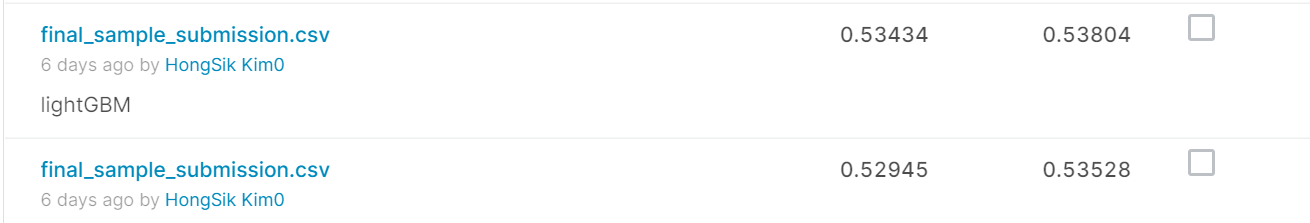 final_sample_submission.csv 0.53434 0.53804
6 days ago by HongSik Kim0
lightGBM
final_sample_submission.csv 0.52945 0.53528
6 days ago by HongSik Kim0